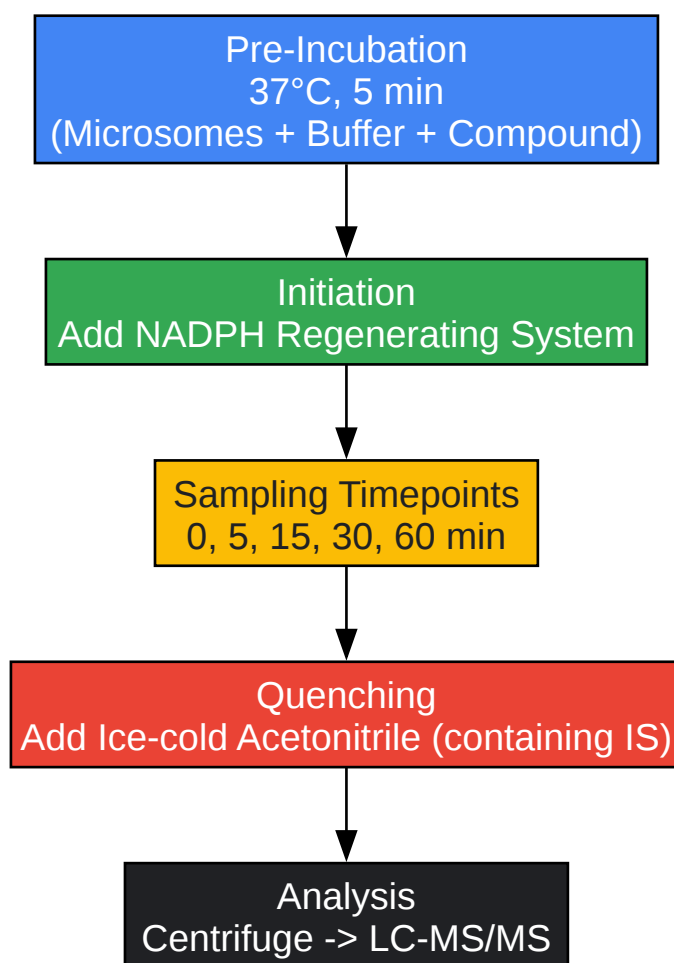 Pre-Incubation
37°C, 5 min
(Microsomes + Buffer + Compound)
Initiation
Add NADPH Regenerating System
Sampling Timepoints
0, 5, 15, 30, 60 min
Quenching
Add Ice-cold Acetonitrile (containing IS)
Analysis
Centrifuge -> LC-MS/MS